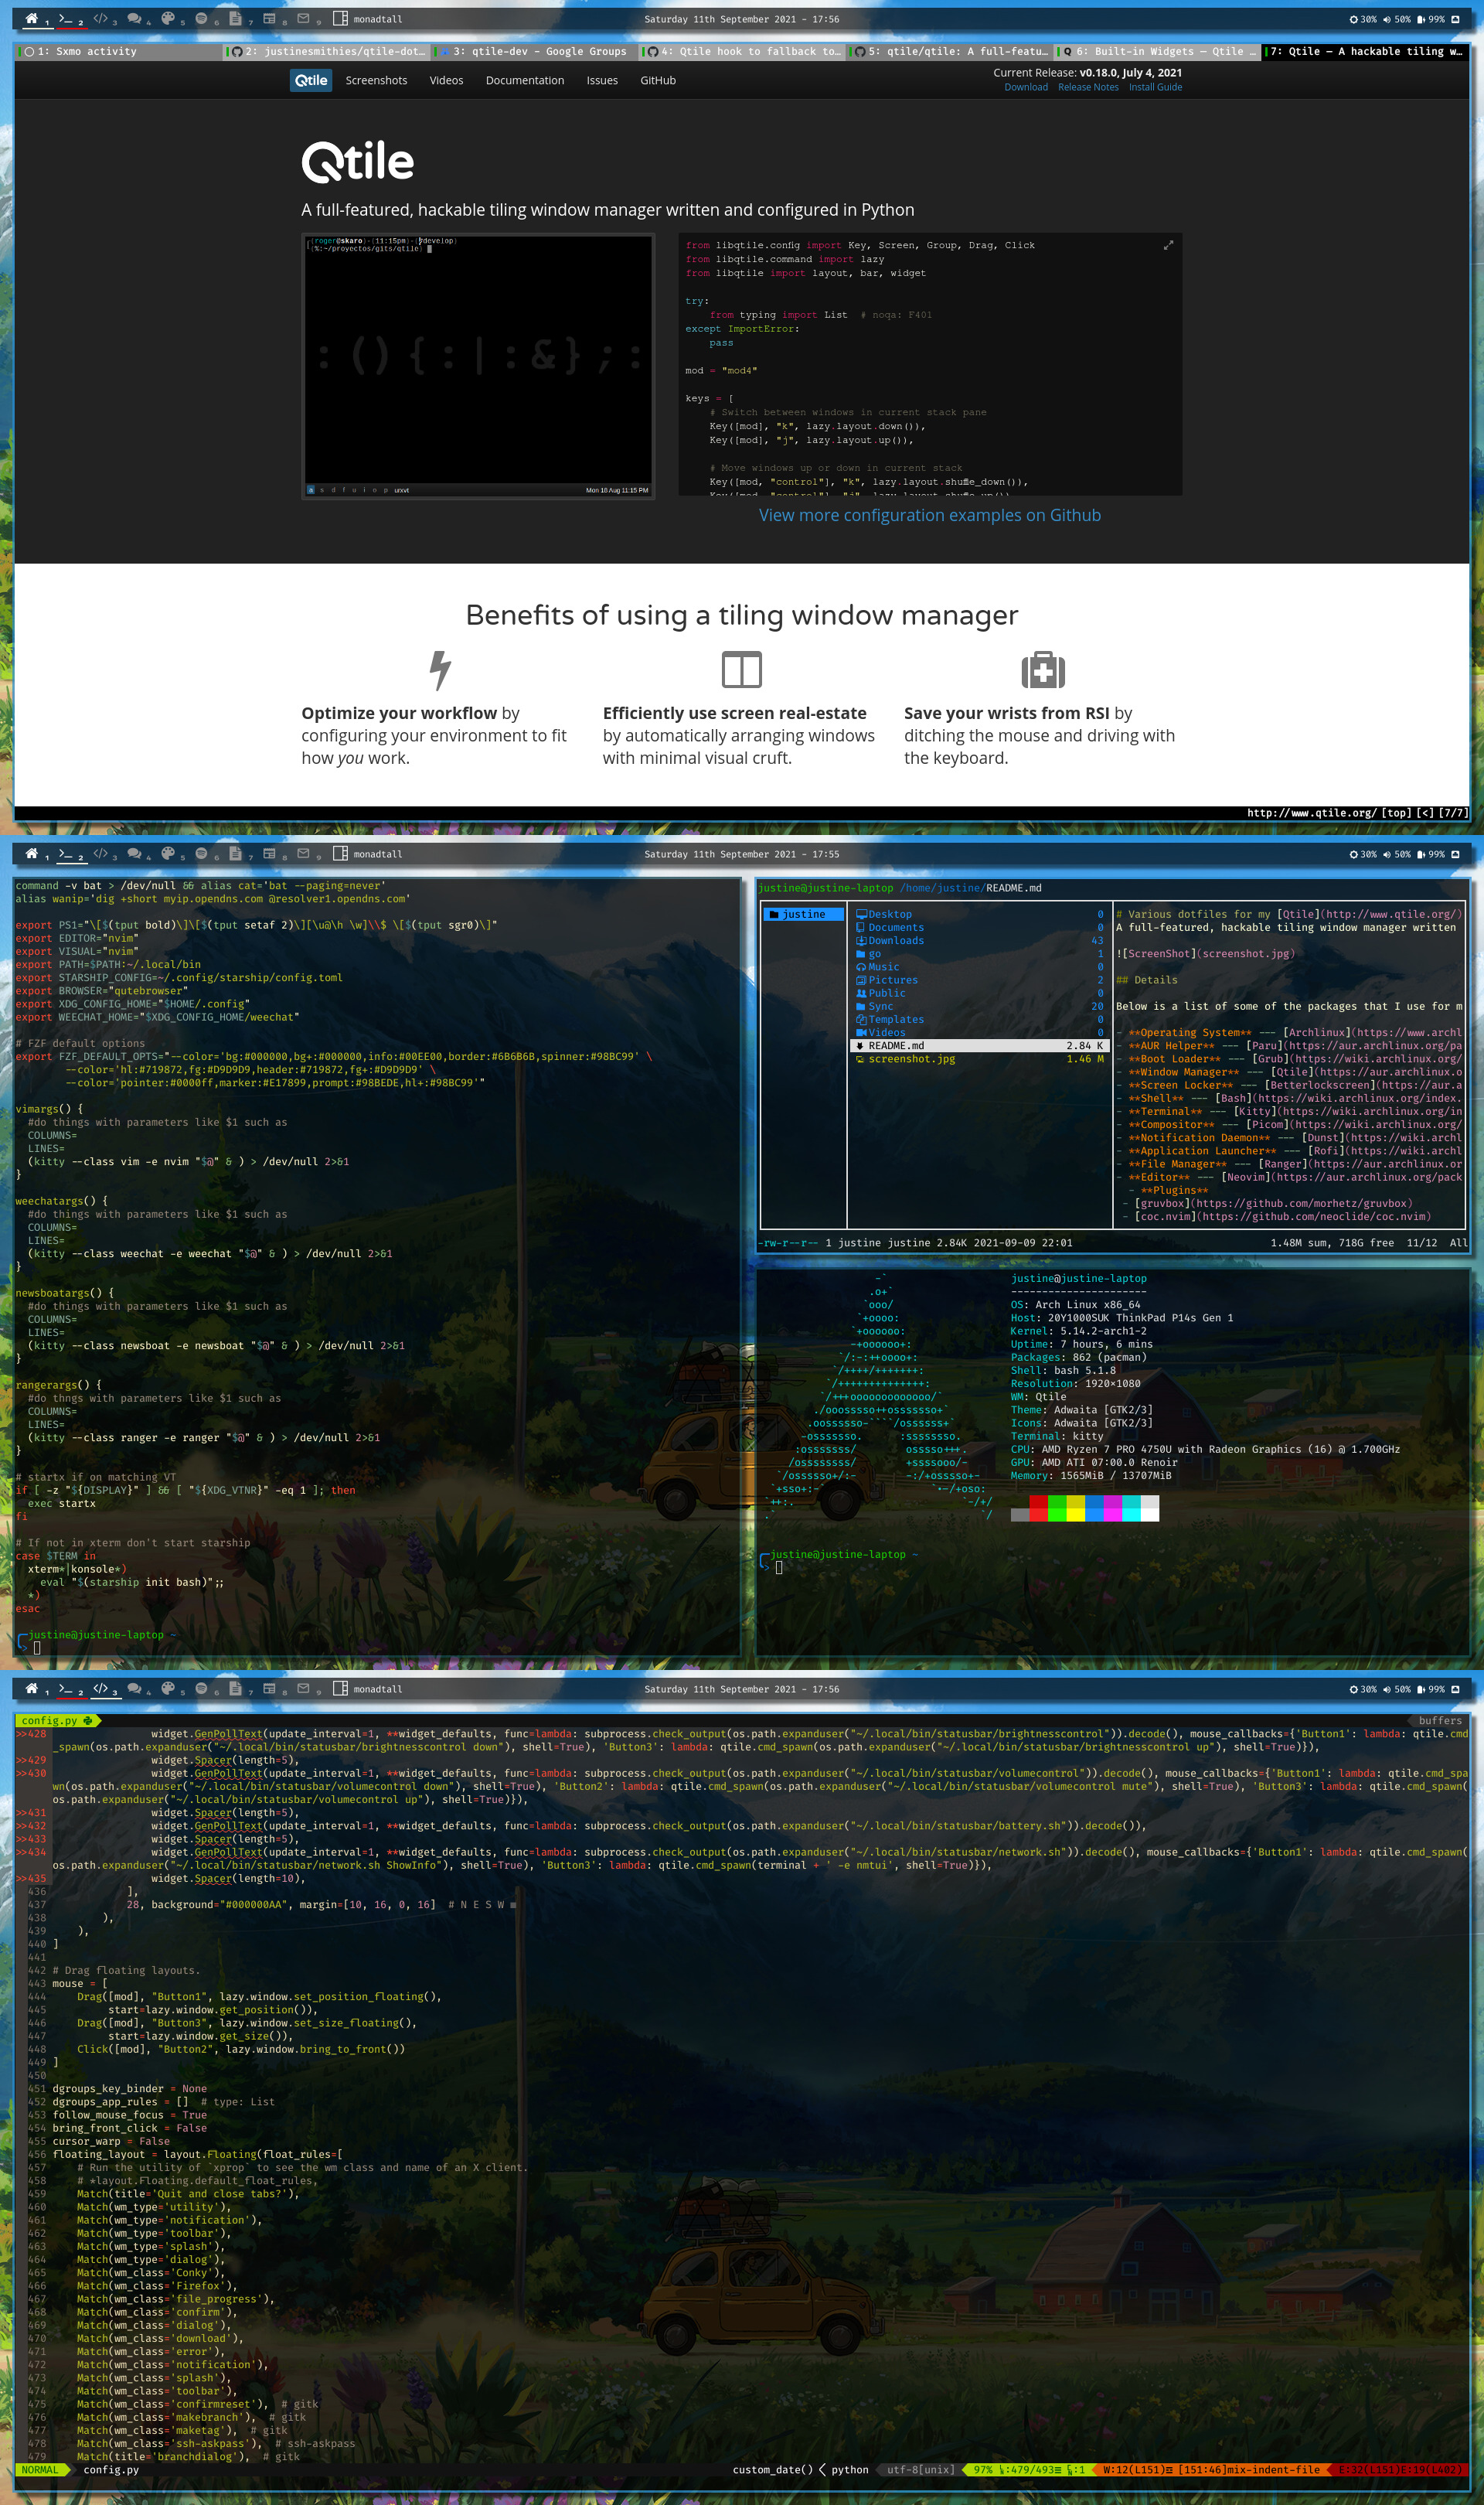 1 2 3 4 5 6 7 8 9 monadtall
Saturday 11th September 2021 - 17:56
30% 50% 99%
1: Sxmo activity
2: justinesmithies/qtile-dot…
3: qtile-dev - Google Groups
4: Qtile hook to fallback to…
5: qtile/qtile: A full-featu…
6: Built-in Widgets — Qtile …
7: Qtile — A hackable tiling w…
Qtile Screenshots Videos Documentation Issues GitHub
Current Release: v0.18.0, July 4, 2021
Download Release Notes Install Guide
Qtile
A full-featured, hackable tiling window manager written and configured in Python
[(roger@skaro)-(11:15pm)-(?develop)
(%:~/proyectos/gits/qtile)
:(){:|:&};:
a s d f u i o p urxvt
Mon 10 Aug 11:15 PM
from libqtile.config import Key, Screen, Group, Drag, Click
from libqtile.command import lazy
from libqtile import layout, bar, widget
try:
    from typing import List  # noqa: F401
except ImportError:
    pass
mod = "mod4"
keys = [
    # Switch between windows in current stack pane
    Key([mod], "k", lazy.layout.down()),
    Key([mod], "j", lazy.layout.up()),
    # Move windows up or down in current stack
    Key([mod, "control"], "k", lazy.layout.shuffle_down()),
    Key([mod, "control"], "j", lazy.layout.shuffle_up()),
View more configuration examples on Github
Benefits of using a tiling window manager
Optimize your workflow by
configuring your environment to fit
how you work.
Efficiently use screen real-estate
by automatically arranging windows
with minimal visual cruft.
Save your wrists from RSI by
ditching the mouse and driving with
the keyboard.
http://www.qtile.org/ [top] [<] [7/7]
1 2 3 4 5 6 7 8 9 monadtall
Saturday 11th September 2021 - 17:55
30% 50% 99%
command -v bat > /dev/null && alias cat='bat --paging=never'
alias wanip='dig +short myip.opendns.com @resolver1.opendns.com'
export PS1="\[$(tput bold)\]\[$(tput setaf 2)\][\u@\h \w]\\$ \[$(tput sgr0)\]"
export EDITOR="nvim"
export VISUAL="nvim"
export PATH=$PATH:~/.local/bin
export STARSHIP_CONFIG=~/.config/starship/config.toml
export BROWSER="qutebrowser"
export XDG_CONFIG_HOME="$HOME/.config"
export WEECHAT_HOME="$XDG_CONFIG_HOME/weechat"
# FZF default options
export FZF_DEFAULT_OPTS="--color='bg:#000000,bg+:#000000,info:#00EE00,border:#6B6B6B,spinner:#98BC99' \
        --color='hl:#719872,fg:#D9D9D9,header:#719872,fg+:#D9D9D9' \
        --color='pointer:#0000ff,marker:#E17899,prompt:#98BEDE,hl+:#98BC99'"
vimargs() {
  #do things with parameters like $1 such as
  COLUMNS=
  LINES=
  (kitty --class vim -e nvim "$@" & ) > /dev/null 2>&1
}
weechatargs() {
  #do things with parameters like $1 such as
  COLUMNS=
  LINES=
  (kitty --class weechat -e weechat "$@" & ) > /dev/null 2>&1
}
newsboatargs() {
  #do things with parameters like $1 such as
  COLUMNS=
  LINES=
  (kitty --class newsboat -e newsboat "$@" & ) > /dev/null 2>&1
}
rangerargs() {
  #do thngs with parameters like $1 such as
  COLUMNS=
  LINES=
  (kitty --class ranger -e ranger "$@" & ) > /dev/null 2>&1
}
# startx if on matching VT
if [ -z "${DISPLAY}" ] && [ "${XDG_VTNR}" -eq 1 ]; then
  exec startx
fi
# If not in xterm don't start starship
case $TERM in
  xterm*|konsole*)
    eval "$(starship init bash)";;
  *)
esac
justine@justine-laptop ~
>
justine@justine-laptop /home/justine/README.md
justine
Desktop 0
Documents 0
Downloads 43
go 1
Music 0
Pictures 2
Public 0
Sync 20
Templates 0
Videos 0
README.md 2.84 K
screenshot.jpg 1.46 M
# Various dotfiles for my [Qtile](http://www.qtile.org/)
A full-featured, hackable tiling window manager written
![ScreenShot](screenshot.jpg)
## Details
Below is a list of some of the packages that I use for m
- **Operating System** --- [Archlinux](https://www.archl
- **AUR Helper** --- [Paru](https://aur.archlinux.org/pac
- **Boot Loader** --- [Grub](https://wiki.archlinux.org/
- **Window Manager** --- [Qtile](https://aur.archlinux.o
- **Screen Locker** --- [Betterlockscreen](https://aur.a
- **Shell** --- [Bash](https://wiki.archlinux.org/index.
- **Terminal** --- [Kitty](https://wiki.archlinux.org/in
- **Compositor** --- [Picom](https://wiki.archlinux.org/
- **Notification Daemon** --- [Dunst](https://wiki.archl
- **Application Launcher** --- [Rofi](https://wiki.archl
- **File Manager** --- [Ranger](https://aur.archlinux.or
- **Editor** --- [Neovim](https://aur.archlinux.org/pack
  - **Plugins**
 - [gruvbox](https://github.com/morhetz/gruvbox)
 - [coc.nvim](https://github.com/neoclide/coc.nvim)
-rw-r--r-- 1 justine justine 2.84K 2021-09-09 22:01
1.48M sum, 718G free  11/12  All
justine@justine-laptop
----------------------
OS: Arch Linux x86_64
Host: 20Y1000SUK ThinkPad P14s Gen 1
Kernel: 5.14.2-arch1-2
Uptime: 7 hours, 6 mins
Packages: 862 (pacman)
Shell: bash 5.1.8
Resolution: 1920×1080
WM: Qtile
Theme: Adwaita [GTK2/3]
Icons: Adwaita [GTK2/3]
Terminal: kitty
CPU: AMD Ryzen 7 PRO 4750U with Radeon Graphics (16) @ 1.700GHz
GPU: AMD ATI 07:00.0 Renoir
Memory: 1565MiB / 13707MiB
justine@justine-laptop ~
>
1 2 3 4 5 6 7 8 9 monadtall
Saturday 11th September 2021 - 17:56
30% 50% 99%
config.py
buffers
>>428 widget.GenPollText(update_interval=1, **widget_defaults, func=lambda: subprocess.check_output(os.path.expanduser("~/.local/bin/statusbar/brightnesscontrol")).decode(), mouse_callbacks={'Button1': lambda: qtile.cmd
_spawn(os.path.expanduser("~/.local/bin/statusbar/brightnesscontrol down"), shell=True), 'Button3': lambda: qtile.cmd_spawn(os.path.expanduser("~/.local/bin/statusbar/brightnesscontrol up"), shell=True)}),
>>429 widget.Spacer(length=5),
>>430 widget.GenPollText(update_interval=1, **widget_defaults, func=lambda: subprocess.check_output(os.path.expanduser("~/.local/bin/statusbar/volumecontrol")).decode(), mouse_callbacks={'Button1': lambda: qtile.cmd_spa
wn(os.path.expanduser("~/.local/bin/statusbar/volumecontrol down"), shell=True), 'Button2': lambda: qtile.cmd_spawn(os.path.expanduser("~/.local/bin/statusbar/volumecontrol mute"), shell=True), 'Button3': lambda: qtile.cmd_spawn(
os.path.expanduser("~/.local/bin/statusbar/volumecontrol up"), shell=True)}),
>>431 widget.Spacer(length=5),
>>432 widget.GenPollText(update_interval=1, **widget_defaults, func=lambda: subprocess.check_output(os.path.expanduser("~/.local/bin/statusbar/battery.sh")).decode()),
>>433 widget.Spacer(length=5),
>>434 widget.GenPollText(update_interval=1, **widget_defaults, func=lambda: subprocess.check_output(os.path.expanduser("~/.local/bin/statusbar/network.sh")).decode(), mouse_callbacks={'Button1': lambda: qtile.cmd_spawn(
os.path.expanduser("~/.local/bin/statusbar/network.sh ShowInfo"), shell=True), 'Button3': lambda: qtile.cmd_spawn(terminal + ' -e nmtui', shell=True)}),
>>435 widget.Spacer(length=10),
436 ],
437 28, background="#000000AA", margin=[10, 16, 0, 16]  # N E S W
438 ),
439 ),
440 ]
441
442 # Drag floating layouts.
443 mouse = [
444     Drag([mod], "Button1", lazy.window.set_position_floating(),
445          start=lazy.window.get_position()),
446     Drag([mod], "Button3", lazy.window.set_size_floating(),
447          start=lazy.window.get_size()),
448     Click([mod], "Button2", lazy.window.bring_to_front())
449 ]
450
451 dgroups_key_binder = None
452 dgroups_app_rules = []  # type: List
453 follow_mouse_focus = True
454 bring_front_click = False
455 cursor_warp = False
456 floating_layout = layout.Floating(float_rules=[
457     # Run the utility of `xprop` to see the wm class and name of an X client.
458     # *layout.Floating.default_float_rules,
459     Match(title='Quit and close tabs?'),
460     Match(wm_type='utility'),
461     Match(wm_type='notification'),
462     Match(wm_type='toolbar'),
463     Match(wm_type='splash'),
464     Match(wm_type='dialog'),
465     Match(wm_class='Conky'),
466     Match(wm_class='Firefox'),
467     Match(wm_class='file_progress'),
468     Match(wm_class='confirm'),
469     Match(wm_class='dialog'),
470     Match(wm_class='download'),
471     Match(wm_class='error'),
472     Match(wm_class='notification'),
473     Match(wm_class='splash'),
474     Match(wm_class='toolbar'),
475     Match(wm_class='confirmreset'),  # gitk
476     Match(wm_class='makebranch'),  # gitk
477     Match(wm_class='maketag'),  # gitk
478     Match(wm_class='ssh-askpass'),  # ssh-askpass
479     Match(title='branchdialog'),  # gitk
NORMAL config.py
custom_date() python utf-8[unix] 97% :479/493 :1 W:12(L151) [151:46]mix-indent-file E:32(L151)E:19(L402)